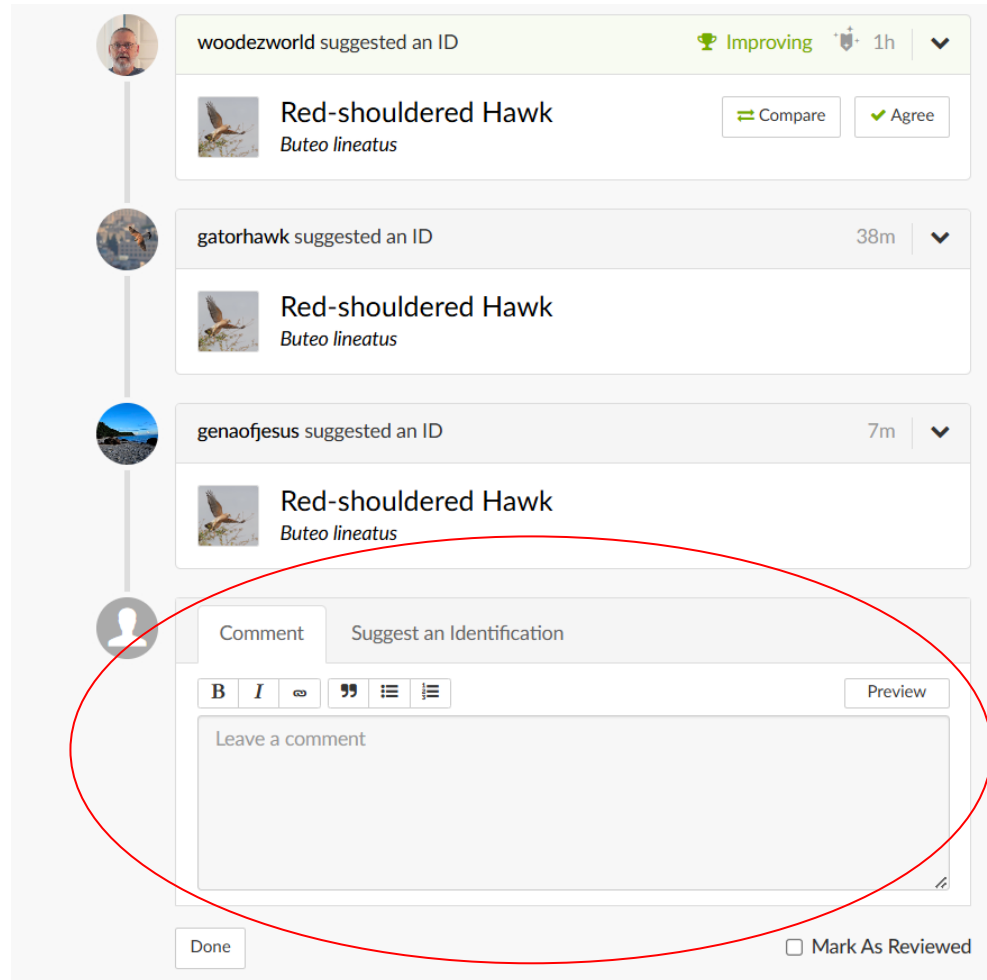 woodezworld suggested an ID Improving 1h
Red-shouldered Hawk Compare Agree
Buteo lineatus
gatorhawk suggested an ID 38m
Red-shouldered Hawk
Buteo lineatus
genaofjesus suggested an ID 7m
Red-shouldered Hawk
Buteo lineatus
Comment Suggest an Identification
B I Preview
Leave a comment
Done Mark As Reviewed